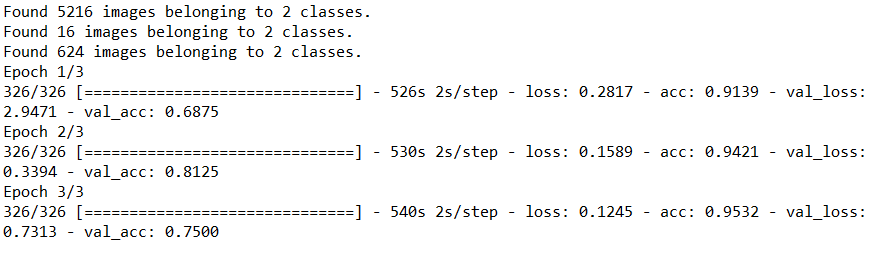 Found 5216 images belonging to 2 classes.
Found 16 images belonging to 2 classes.
Found 624 images belonging to 2 classes.
Epoch 1/3
326/326 [==============================] - 526s 2s/step - loss: 0.2817 - acc: 0.9139 - val_loss:
2.9471 - val_acc: 0.6875
Epoch 2/3
326/326 [==============================] - 530s 2s/step - loss: 0.1589 - acc: 0.9421 - val_loss:
0.3394 - val_acc: 0.8125
Epoch 3/3
326/326 [==============================] - 540s 2s/step - loss: 0.1245 - acc: 0.9532 - val_loss:
0.7313 - val_acc: 0.7500